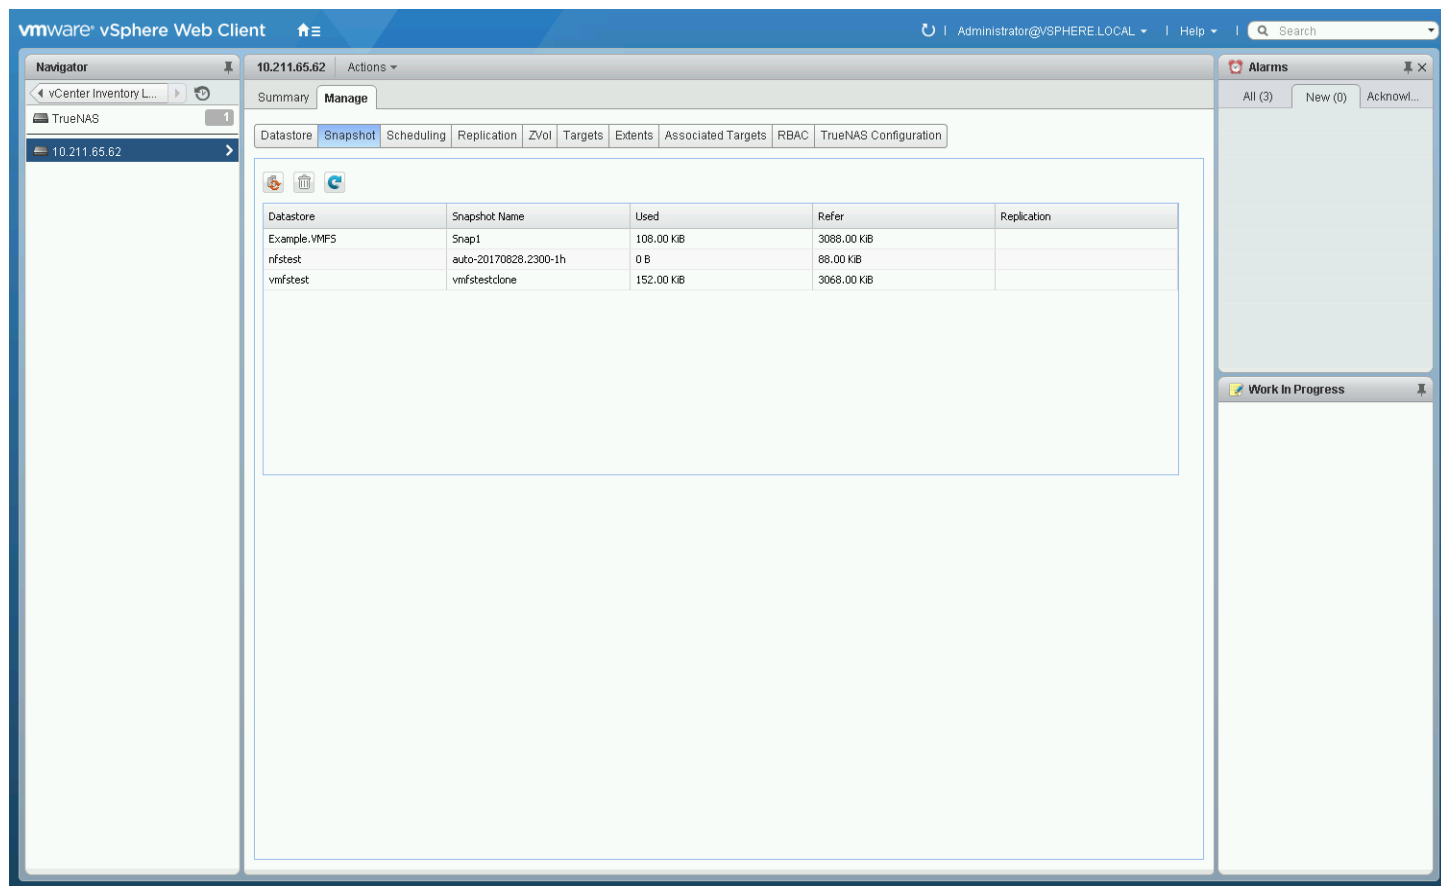 vmware® vSphere Web Client
Administrator@VSPHERE.LOCAL
Help
Search
Navigator
vCenter Inventory L...
TrueNAS 1
10.211.65.62
10.211.65.62 Actions
Summary Manage
Datastore Snapshot Scheduling Replication ZVol Targets Extents Associated Targets RBAC TrueNAS Configuration
Datastore Snapshot Name Used Refer Replication
Example.VMFS Snap1 108.00 KiB 3088.00 KiB
nfstest auto-20170828.2300-1h 0 B 88.00 KiB
vmfstest vmfstestclone 152.00 KiB 3068.00 KiB
Alarms
All (3) New (0) Acknowl...
Work In Progress